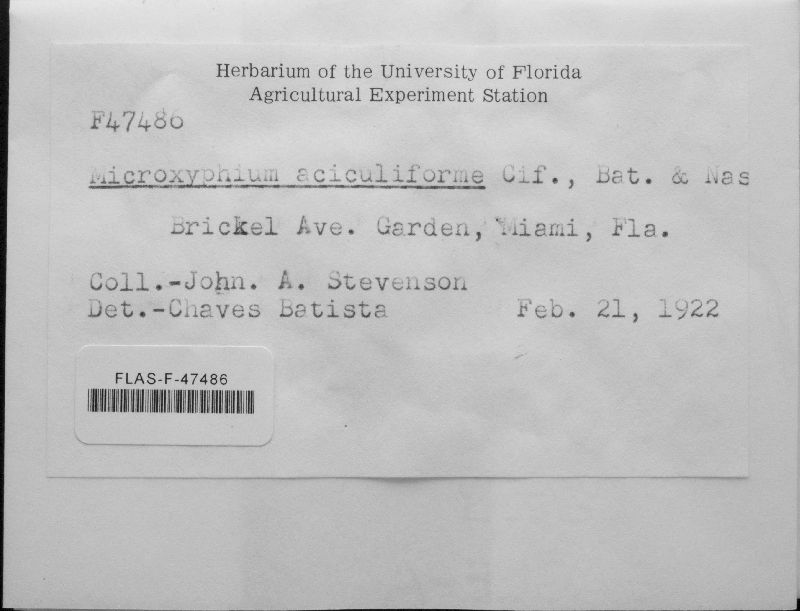 Herbarium of the University of Florida
Agricultural Experiment Station
F47486
Microxyphium aciculiforme Cif., Bat. & Nas
Brickel Ave. Garden, Miami, Fla.
Coll.-John. A. Stevenson
Det.-Chaves Batista Feb. 21, 1922
FLAS-F-47486